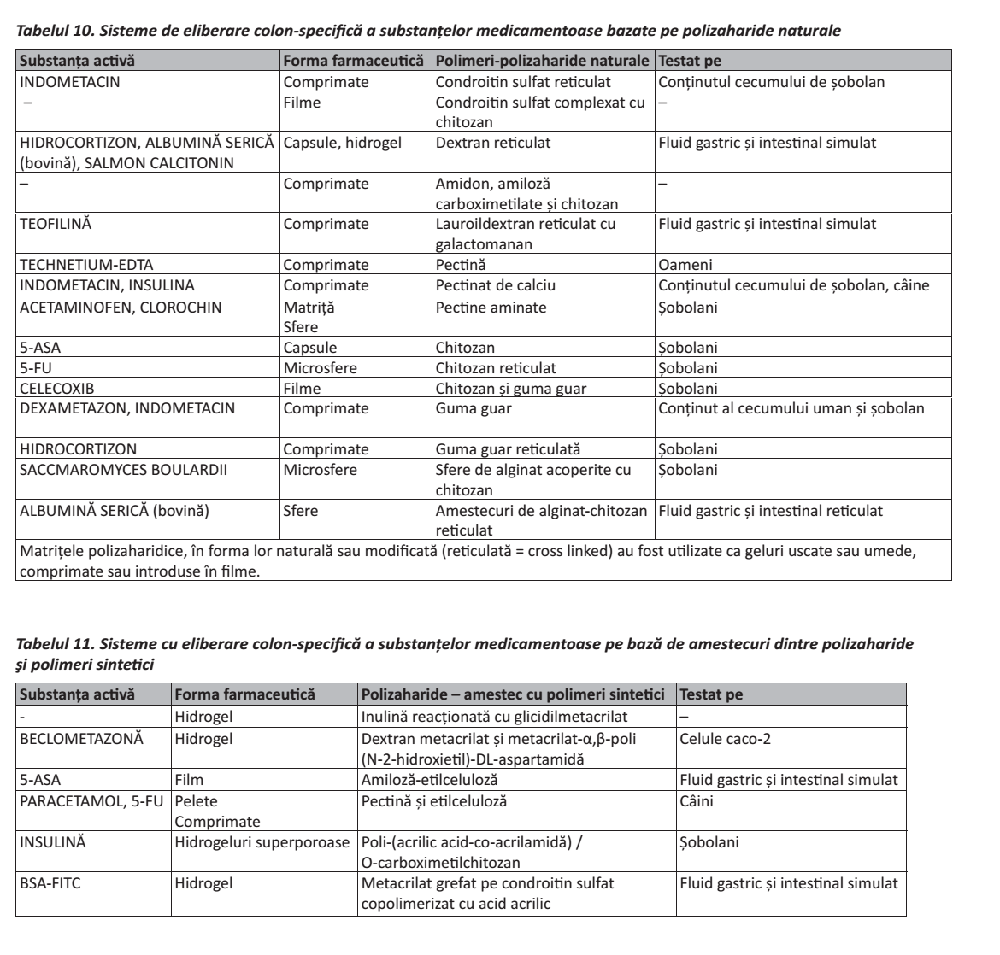 Tabelul 10. Sisteme de eliberare colon-specifică a substanțelor medicamentoase bazate pe polizaharide naturale
Substanța activă Forma farmaceutică Polimeri-polizaharide naturale Testat pe
INDOMETACIN Comprimate Condroitin sulfat reticulat Conținutul cecumului de șobolan
– Filme Condroitin sulfat complexat cu –
chitozan
HIDROCORTIZON, ALBUMINĂ SERICĂ Capsule, hidrogel Dextran reticulat Fluid gastric și intestinal simulat
(bovină), SALMON CALCITONIN
– Comprimate Amidon, amiloză –
carboximetilate și chitozan
TEOFILINĂ Comprimate Lauroildextran reticulat cu Fluid gastric și intestinal simulat
galactomanan
TECHNETIUM-EDTA Comprimate Pectină Oameni
INDOMETACIN, INSULINA Comprimate Pectinat de calciu Conținutul cecumului de șobolan, câine
ACETAMINOFEN, CLOROCHIN Matriță Pectine aminate Șobolani
Sfere
5-ASA Capsule Chitozan Șobolani
5-FU Microsfere Chitozan reticulat Șobolani
CELECOXIB Filme Chitozan și guma guar Șobolani
DEXAMETAZON, INDOMETACIN Comprimate Guma guar Conținut al cecumului uman și șobolan
HIDROCORTIZON Comprimate Guma guar reticulată Șobolani
SACCMAROMYCES BOULARDII Microsfere Sfere de alginat acoperite cu Șobolani
chitozan
ALBUMINĂ SERICĂ (bovină) Sfere Amestecuri de alginat-chitozan Fluid gastric și intestinal reticulat
reticulat
Matrițele polizaharidice, în forma lor naturală sau modificată (reticulată = cross linked) au fost utilizate ca geluri uscate sau umede,
comprimate sau introduse în filme.
Tabelul 11. Sisteme cu eliberare colon-specifică a substanțelor medicamentoase pe bază de amestecuri dintre polizaharide
şi polimeri sintetici
Substanța activă Forma farmaceutică Polizaharide – amestec cu polimeri sintetici Testat pe
- Hidrogel Inulină reacționată cu glicidilmetacrilat –
BECLOMETAZONĂ Hidrogel Dextran metacrilat și metacrilat-α,β-poli Celule caco-2
(N-2-hidroxietil)-DL-aspartamidă
5-ASA Film Amiloză-etilceluloză Fluid gastric și intestinal simulat
PARACETAMOL, 5-FU Pelete Pectină și etilceluloză Câini
Comprimate
INSULINĂ Hidrogeluri superporoase Poli-(acrilic acid-co-acrilamidă) / Șobolani
O-carboximetilchitozan
BSA-FITC Hidrogel Metacrilat grefat pe condroitin sulfat Fluid gastric și intestinal simulat
copolimerizat cu acid acrilic